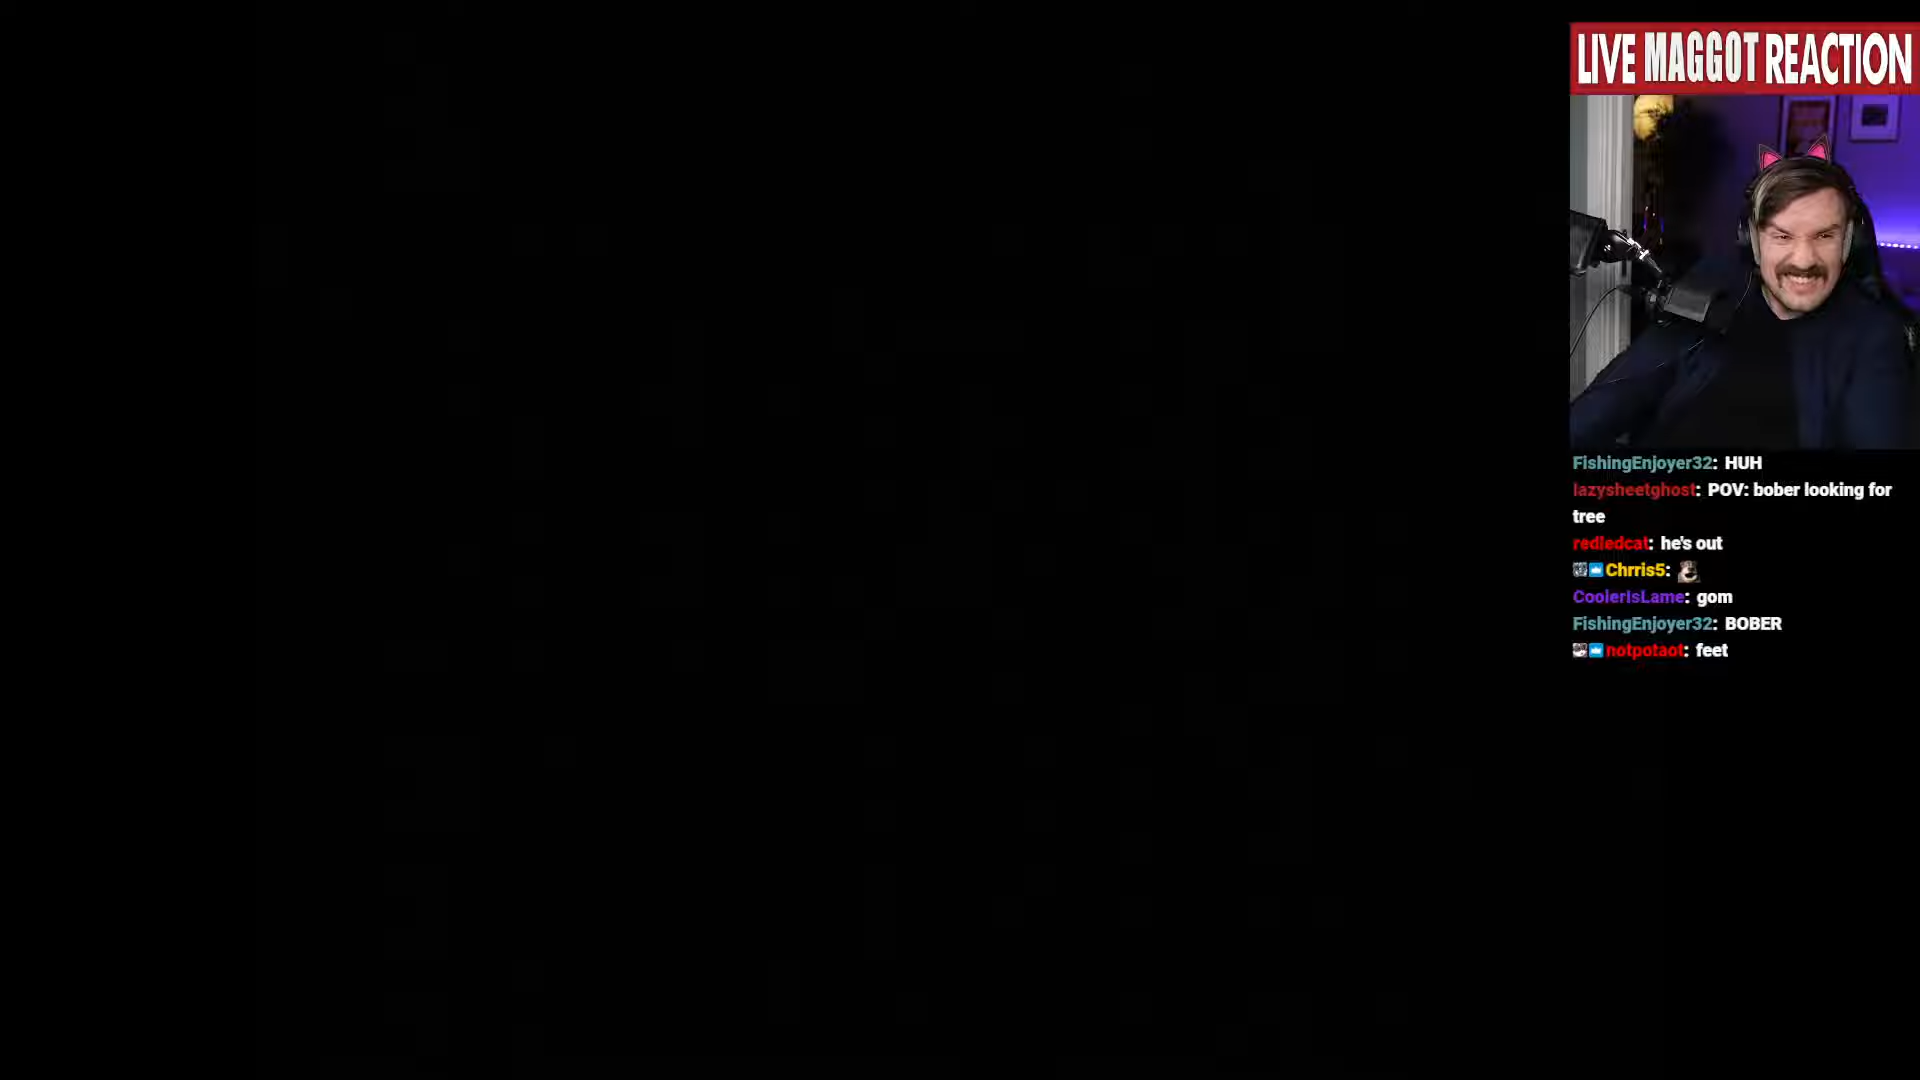 LIVE MAGGOT REACTION
FishingEnjoyer32: HUH
lazysheetghost: POV: bober looking for
tree
redledcat: he's out
Chrris5:
CoolerIsLame: gom
FishingEnjoyer32: BOBER
notpotaot: feet